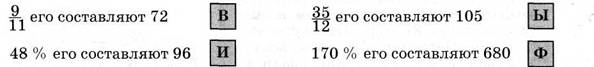 9/11 его составляют 72 В
35/12 его составляют 105 Ы
48 % его составляют 96 И
170 % его составляют 680 Ф